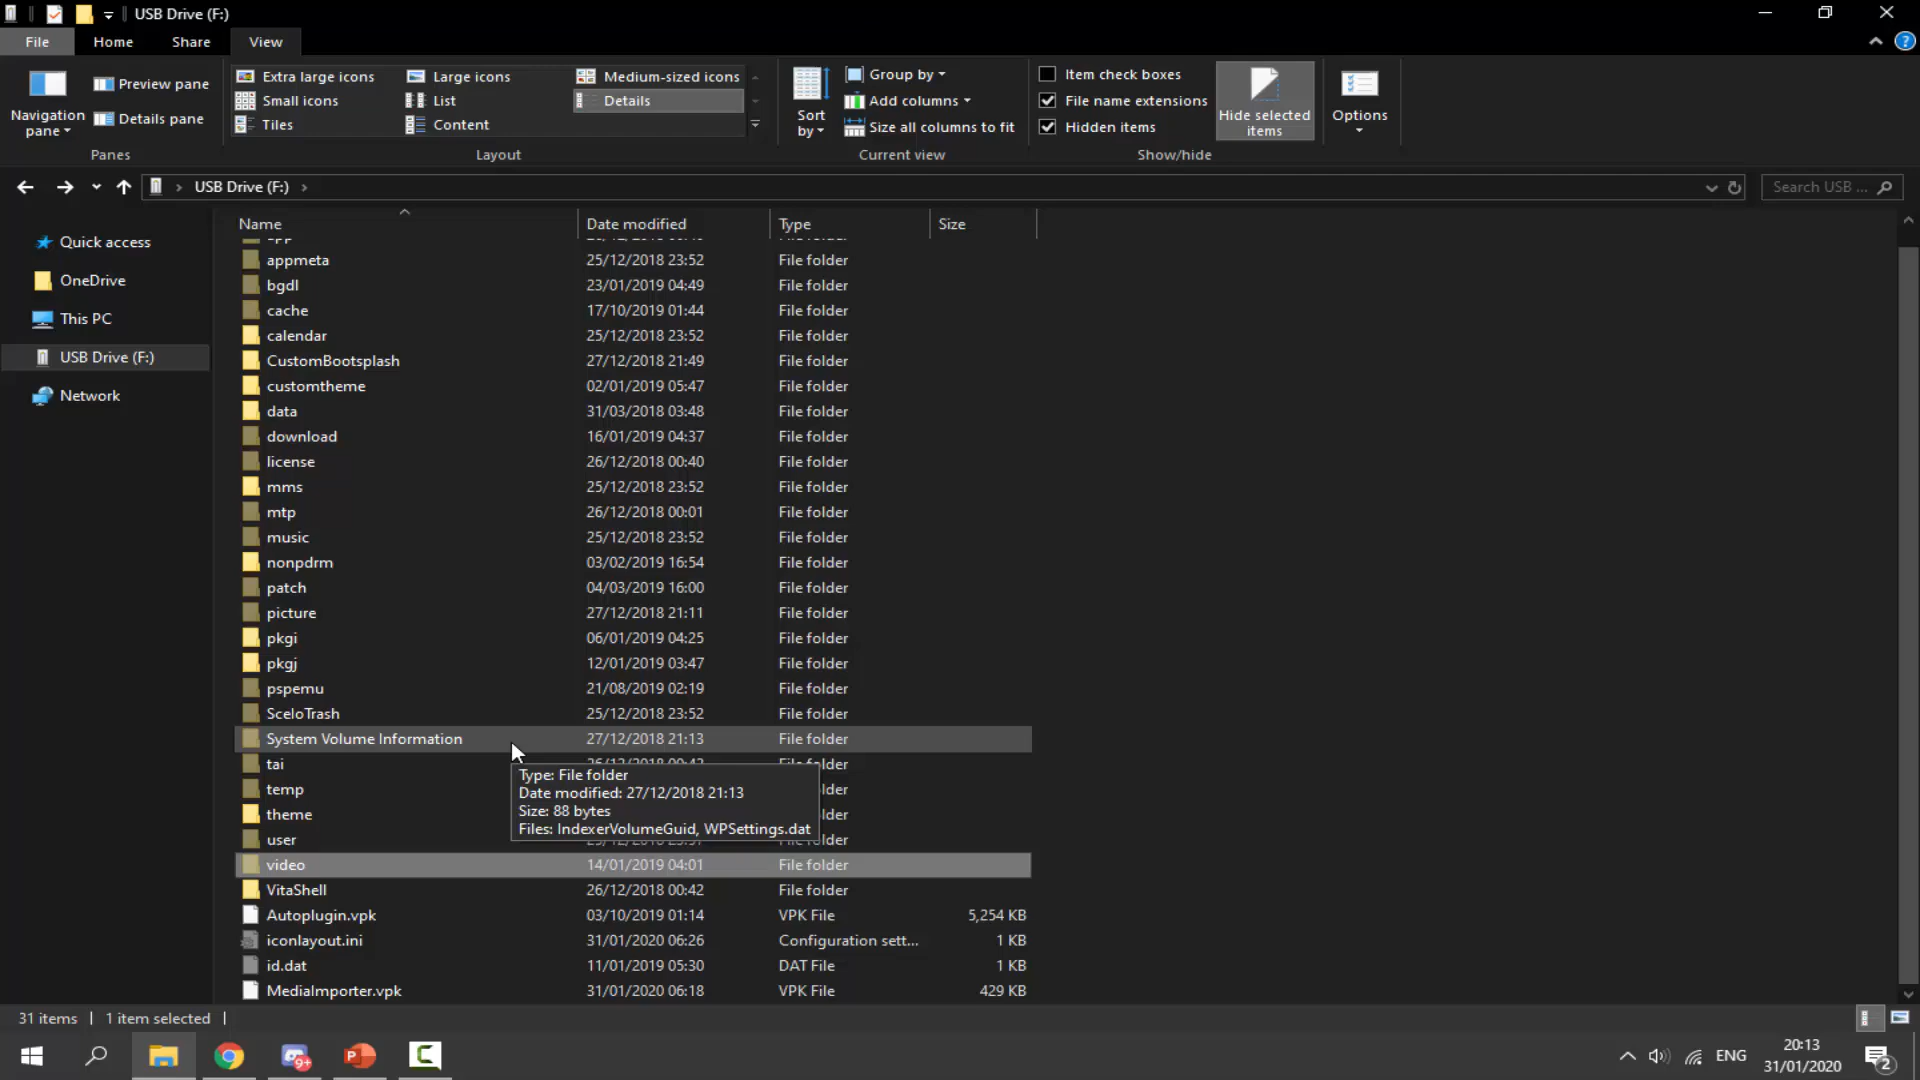 USB Drive (F:)
File Home Share View
Navigation pane
Preview pane
Details pane
Panes
Extra large icons Large icons Medium-sized icons
Small icons List Details
Tiles Content
Layout
Sort by
Group by
Add columns
Size all columns to fit
Current view
Item check boxes
File name extensions
Hidden items
Hide selected items
Show/hide
Options
USB Drive (F:)
Search USB ...
Quick access
OneDrive
This PC
USB Drive (F:)
Network
Name Date modified Type Size
appmeta 25/12/2018 23:52 File folder
bgdl 23/01/2019 04:49 File folder
cache 17/10/2019 01:44 File folder
calendar 25/12/2018 23:52 File folder
CustomBootsplash 27/12/2018 21:49 File folder
customtheme 02/01/2019 05:47 File folder
data 31/03/2018 03:48 File folder
download 16/01/2019 04:37 File folder
license 26/12/2018 00:40 File folder
mms 25/12/2018 23:52 File folder
mtp 26/12/2018 00:01 File folder
music 25/12/2018 23:52 File folder
nonpdrm 03/02/2019 16:54 File folder
patch 04/03/2019 16:00 File folder
picture 27/12/2018 21:11 File folder
pkgi 06/01/2019 04:25 File folder
pkgj 12/01/2019 03:47 File folder
pspemu 21/08/2019 02:19 File folder
SceIoTrash 25/12/2018 23:52 File folder
System Volume Information 27/12/2018 21:13 File folder
tai
temp
theme
user
Type: File folder
Date modified: 27/12/2018 21:13
Size: 88 bytes
Files: IndexerVolumeGuid, WPSettings.dat
video 14/01/2019 04:01 File folder
VitaShell 26/12/2018 00:42 File folder
Autoplugin.vpk 03/10/2019 01:14 VPK File 5,254 KB
iconlayout.ini 31/01/2020 06:26 Configuration sett... 1 KB
id.dat 11/01/2019 05:30 DAT File 1 KB
MediaImporter.vpk 31/01/2020 06:18 VPK File 429 KB
31 items 1 item selected
9+
ENG
20:13
31/01/2020
2